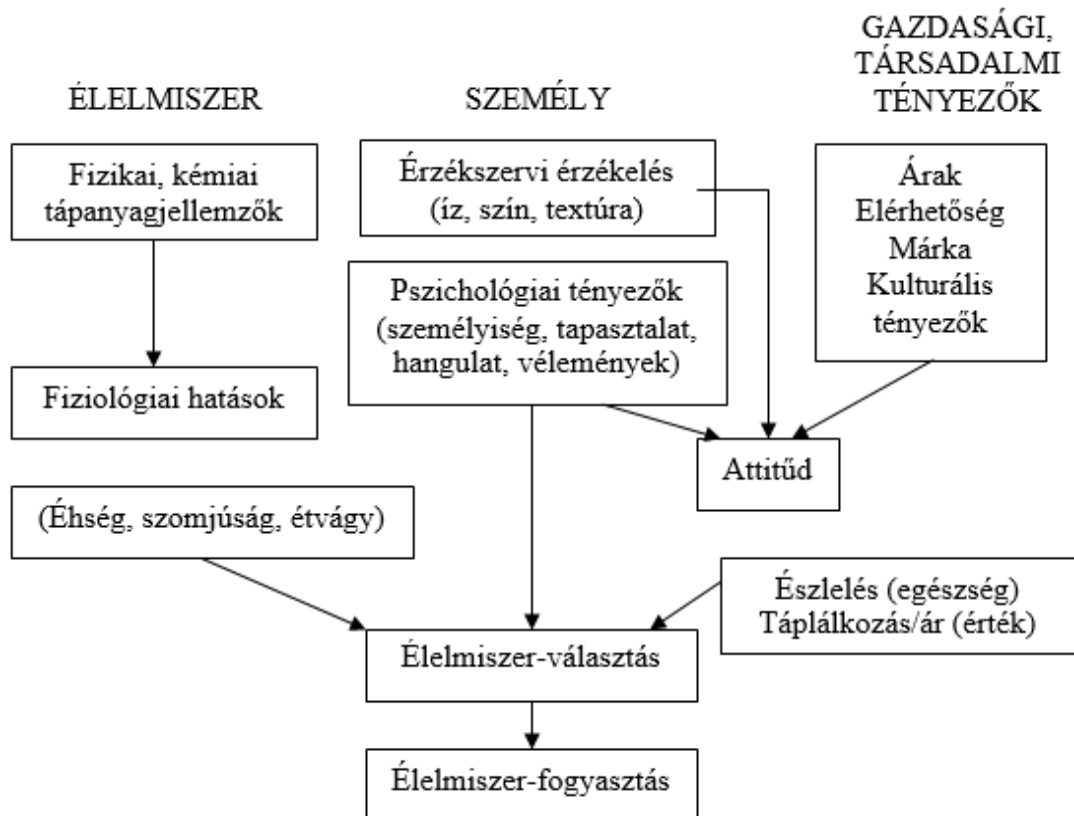 ÉLELMISZER
SZEMÉLY
GAZDASÁGI,
TÁRSADALMI
TÉNYEZŐK
Fizikai, kémiai
tápanyagjellemzők
Érzékszervi érzékelés
(íz, szín, textúra)
Árak
Elérhetőség
Márka
Kulturális
tényezők
Pszichológiai tényezők
(személyiség, tapasztalat,
hangulat, vélemények)
Fiziológiai hatások
Attitűd
(Éhség, szomjúság, étvágy)
Észlelés (egészség)
Táplálkozás/ár (érték)
Élelmiszer-választás
Élelmiszer-fogyasztás